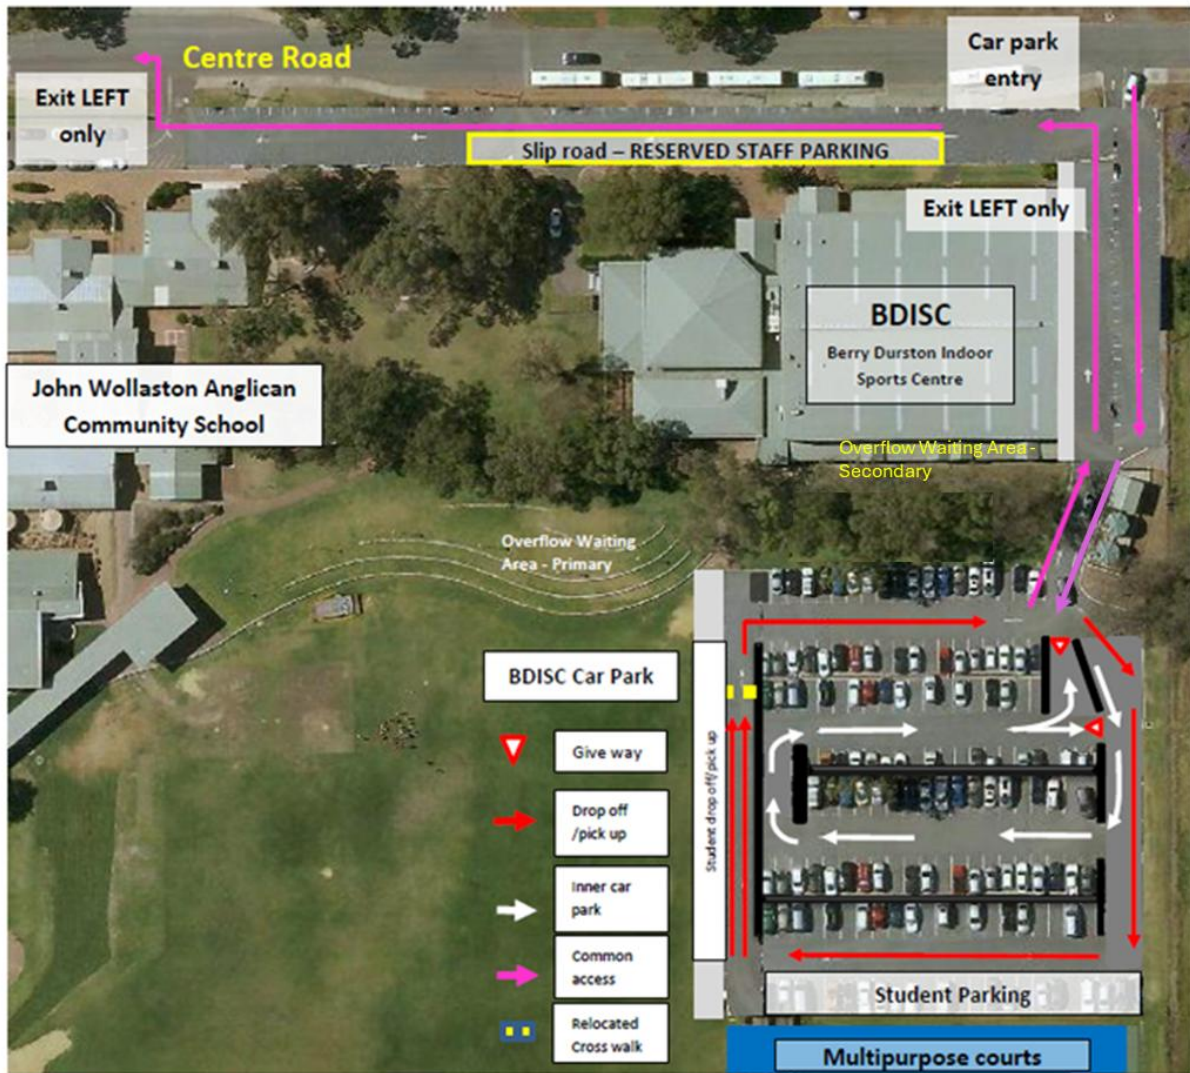 Centre Road
Car park
entry
Exit LEFT
only
Slip road – RESERVED STAFF PARKING
Exit LEFT only
BDISC
Berry Durston Indoor
Sports Centre
John Wollaston Anglican
Community School
Overflow Waiting Area -
Secondary
Overflow Waiting
Area - Primary
BDISC Car Park
Give way
Drop off
/pick up
Inner car
park
Common
access
Relocated
Cross walk
Student drop off/pick up
Student Parking
Multipurpose courts